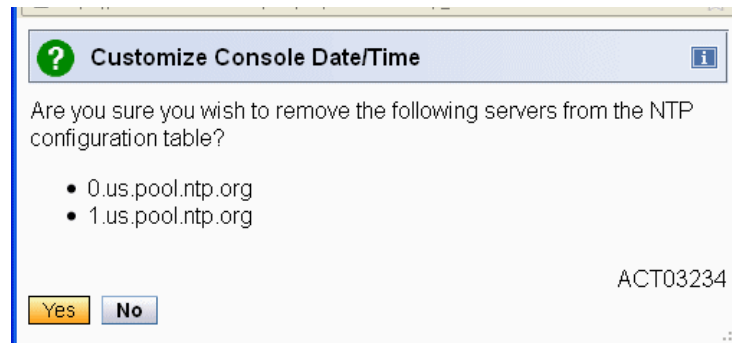 Customize Console Date/Time
Are you sure you wish to remove the following servers from the NTP
configuration table?
• 0.us.pool.ntp.org
• 1.us.pool.ntp.org
ACT03234
Yes No